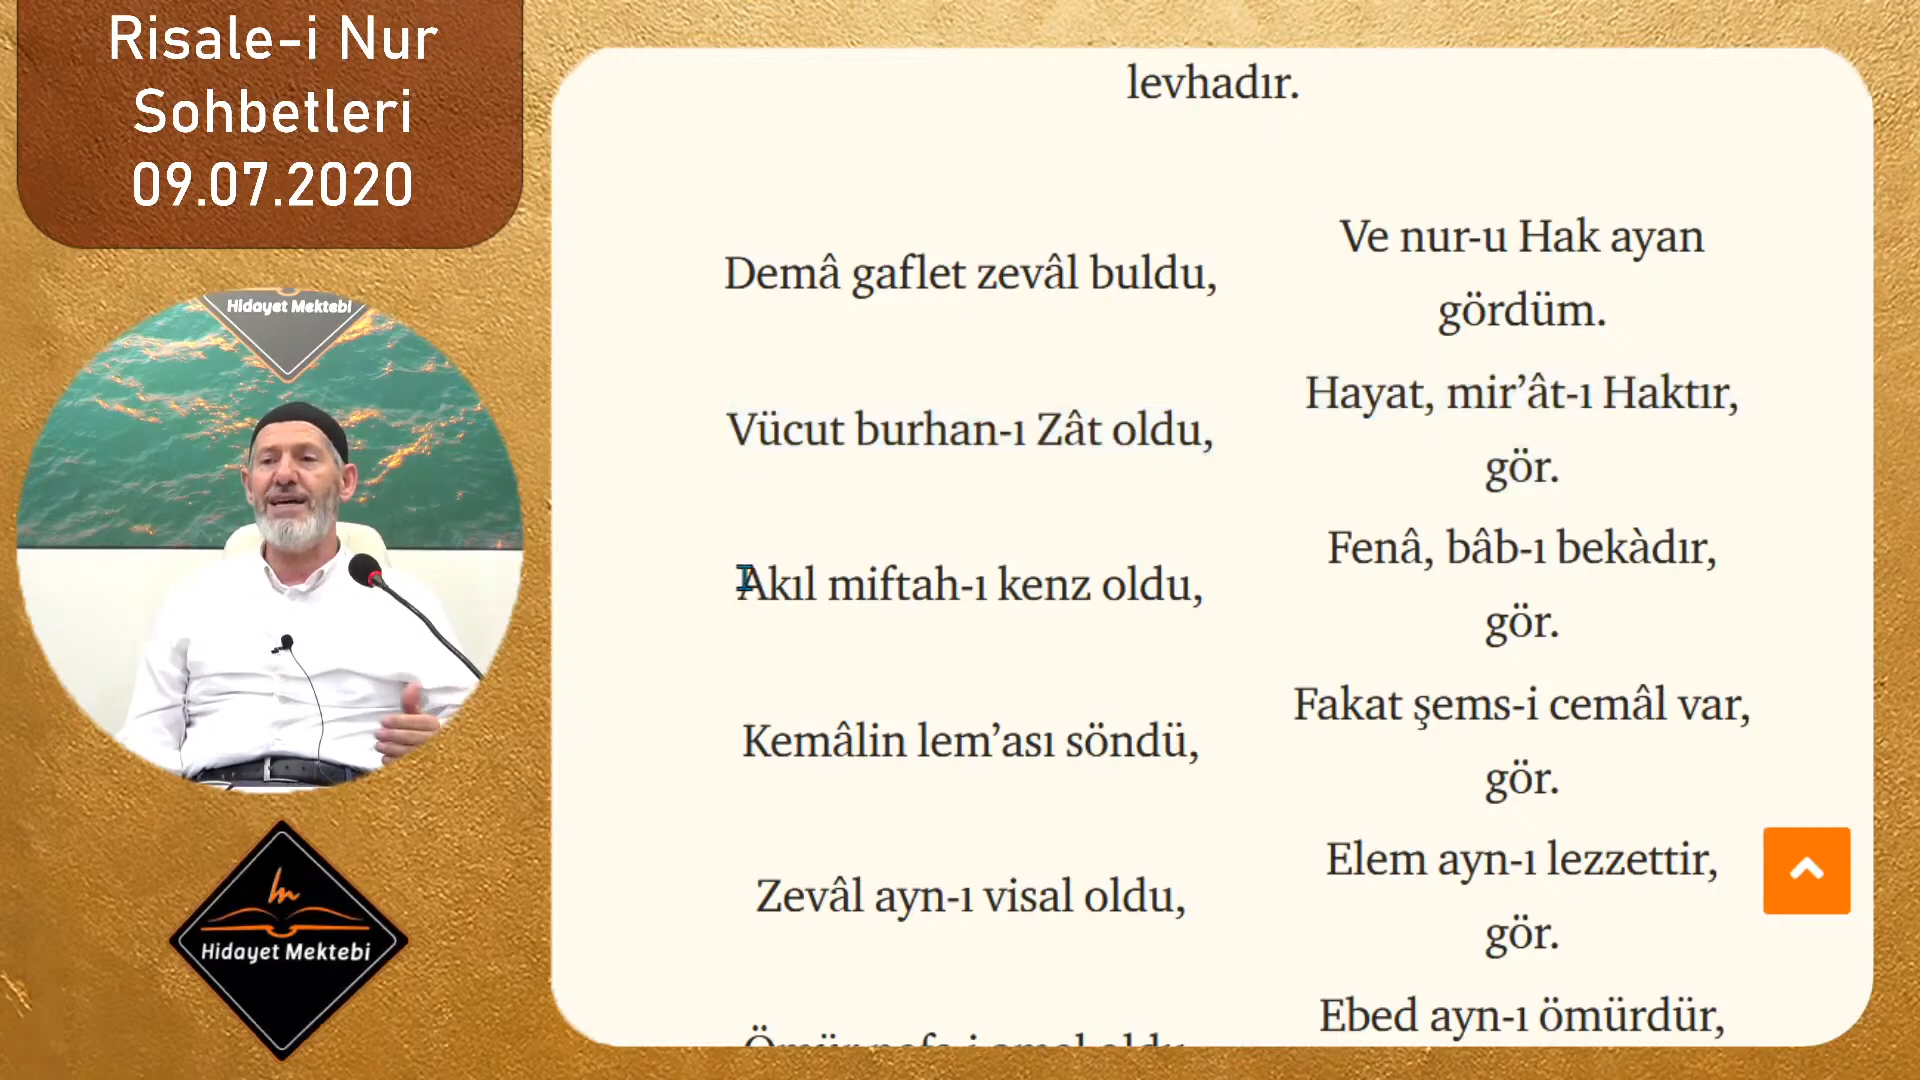 Risale-i Nur
Sohbetleri
09.07.2020
Hidayet Mektebi
Hidayet Mektebi
levhadır.
Demâ gaflet zevâl buldu,
Ve nur-u Hak ayan
gördüm.
Vücut burhan-ı Zât oldu,
Hayat, mir’ât-ı Haktır,
gör.
Akıl miftah-ı kenz oldu,
Fenâ, bâb-ı bekàdır,
gör.
Kemâlin lem’ası söndü,
Fakat şems-i cemâl var,
gör.
Zevâl ayn-ı visal oldu,
Elem ayn-ı lezzettir,
gör.
Ebed ayn-ı ömürdür,